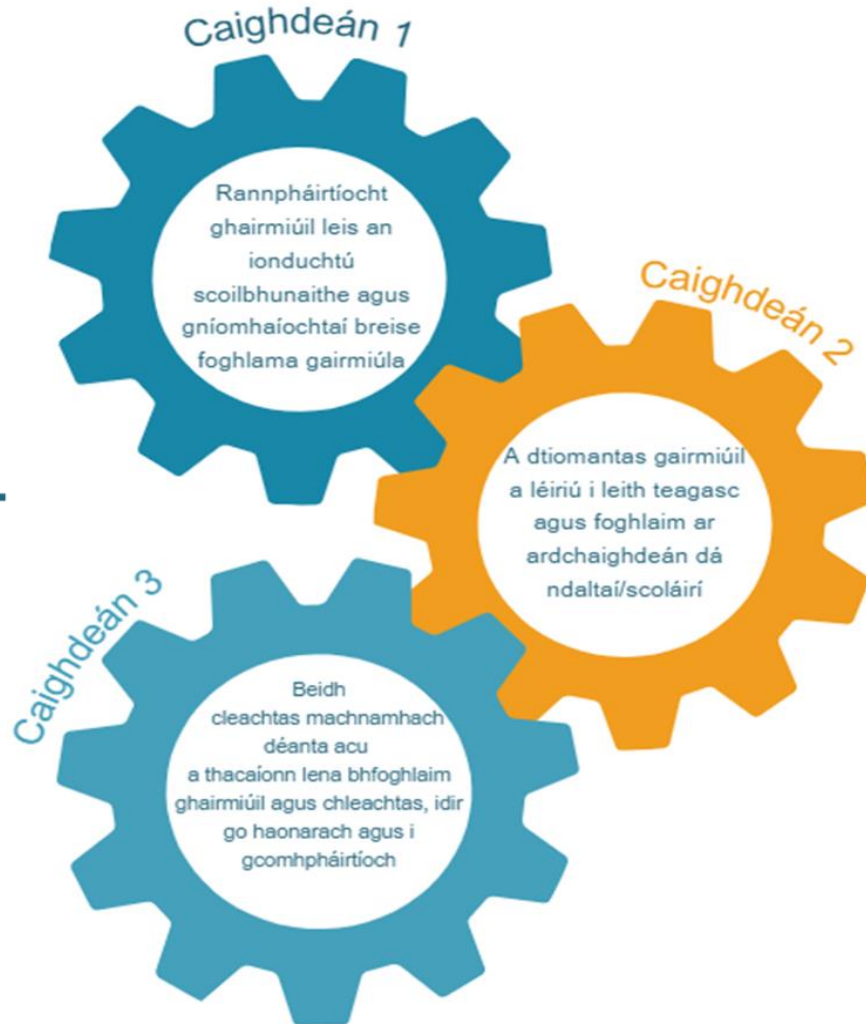 Caighdeán 1
Rannpháirtíocht
ghairmiúil leis an
ionduchtú
scoilbhunaithe agus
gníomhaíochtaí breise
foghlama gairmiúla
Caighdeán 2
A dtiomantas gairmiúil
a léiriú i leith teagasc
agus foghlaim ar
ardchaighdeán dá
ndaltaí/scoláirí
Caighdeán 3
Beidh
cleachtas machnamhach
déanta acu
a thacaíonn lena bhfoghlaim
ghairmiúil agus chleachtas, idir
go haonarach agus i
gcomhpháirtíoch